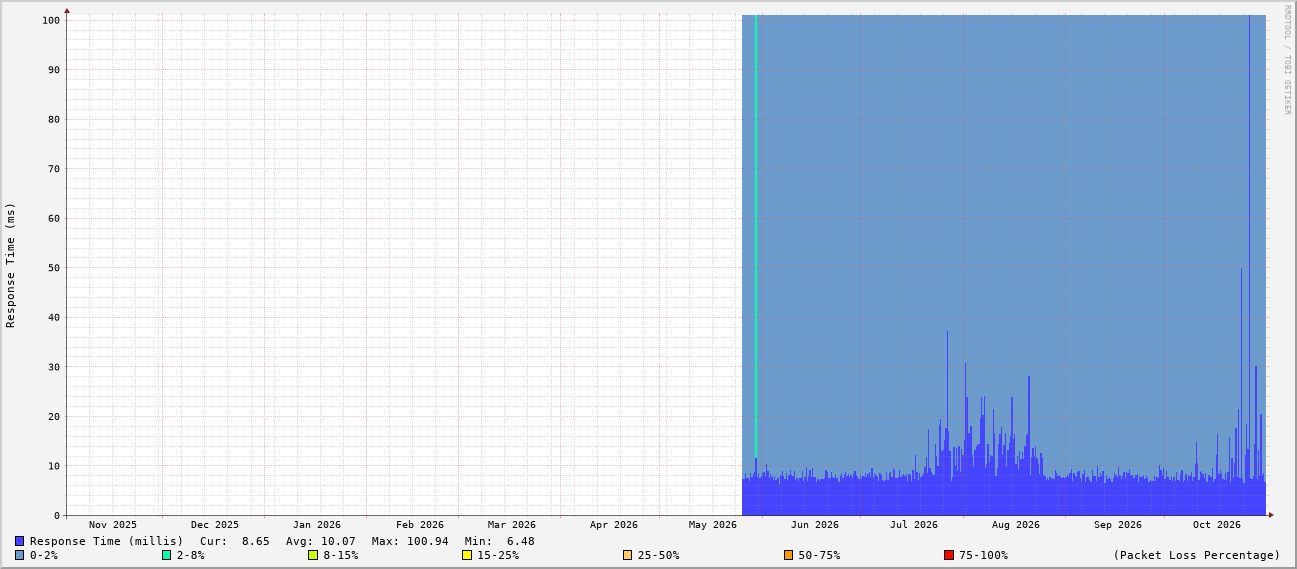 RRDTOOL / TOBI OETIKER
Response Time (ms)
100
90
80
70
60
50
40
30
20
10
0
Nov 2025 Dec 2025 Jan 2026 Feb 2026 Mar 2026 Apr 2026 May 2026 Jun 2026 Jul 2026 Aug 2026 Sep 2026 Oct 2026
Response Time (millis) Cur: 8.65 Avg: 10.07 Max: 100.94 Min: 6.48
0-2% 2-8% 8-15% 15-25% 25-50% 50-75% 75-100% (Packet Loss Percentage)